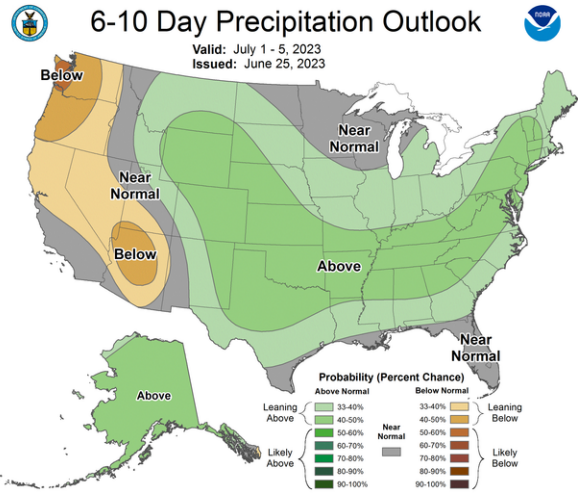 6-10 Day Precipitation Outlook
NOAA
Valid: July 1 - 5, 2023
Issued: June 25, 2023
Below
Near
Normal
Near
Normal
Below
Above
Near
Normal
Above
Probability (Percent Chance)
Above Normal
Below Normal
Leaning
Above
33-40%
40-50%
Likely
Above
50-60%
60-70%
70-80%
80-90%
90-100%
Near
Normal
33-40%
40-50%
Leaning
Below
50-60%
60-70%
70-80%
80-90%
90-100%
Likely
Below